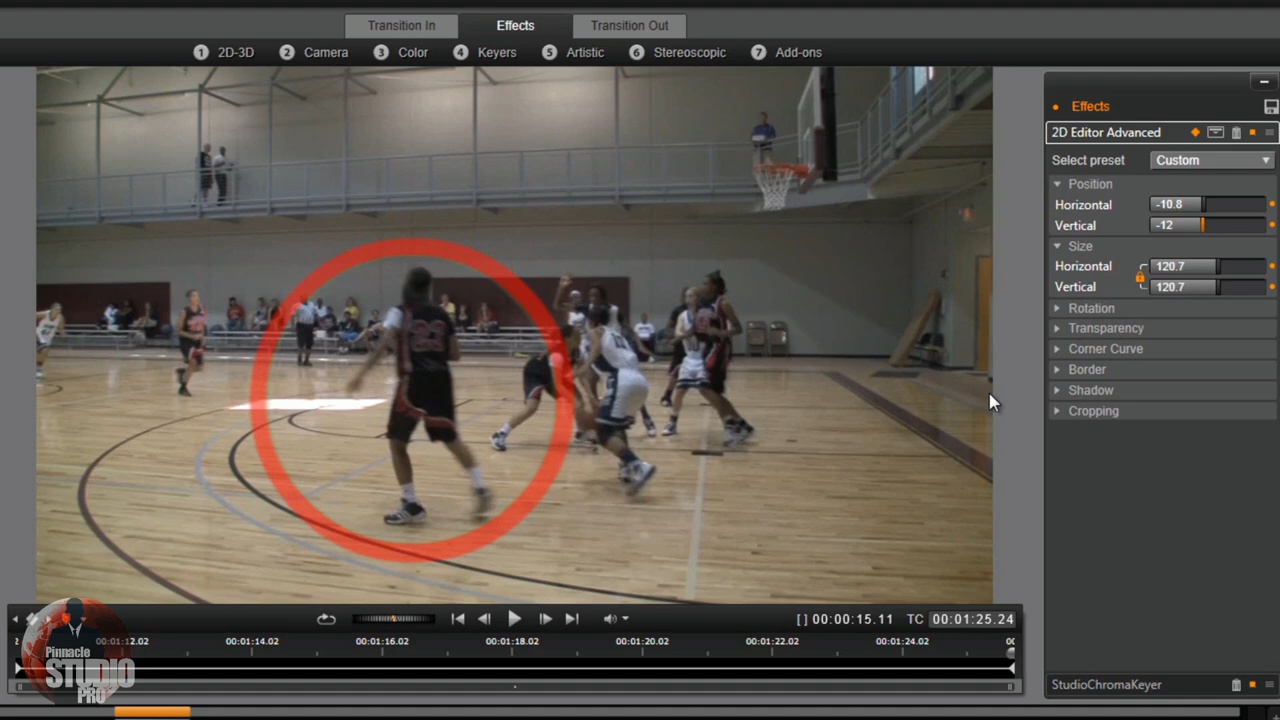 Transition In Effects Transition Out
1 2D-3D 2 Camera 3 Color 4 Keyers 5 Artistic 6 Stereoscopic 7 Add-ons
Effects
2D Editor Advanced
Select preset Custom
Position
Horizontal -10.8
Vertical -12
Size
Horizontal 120.7
Vertical 120.7
Rotation
Transparency
Corner Curve
Border
Shadow
Cropping
[ ] 00:00:15.11 TC 00:01:25.24
00:01:12.02 00:01:14.02 00:01:16.02 00:01:18.02 00:01:20.02 00:01:22.02 00:01:24.02
Pinnacle
STUDIO
PRO
StudioChromaKeyer